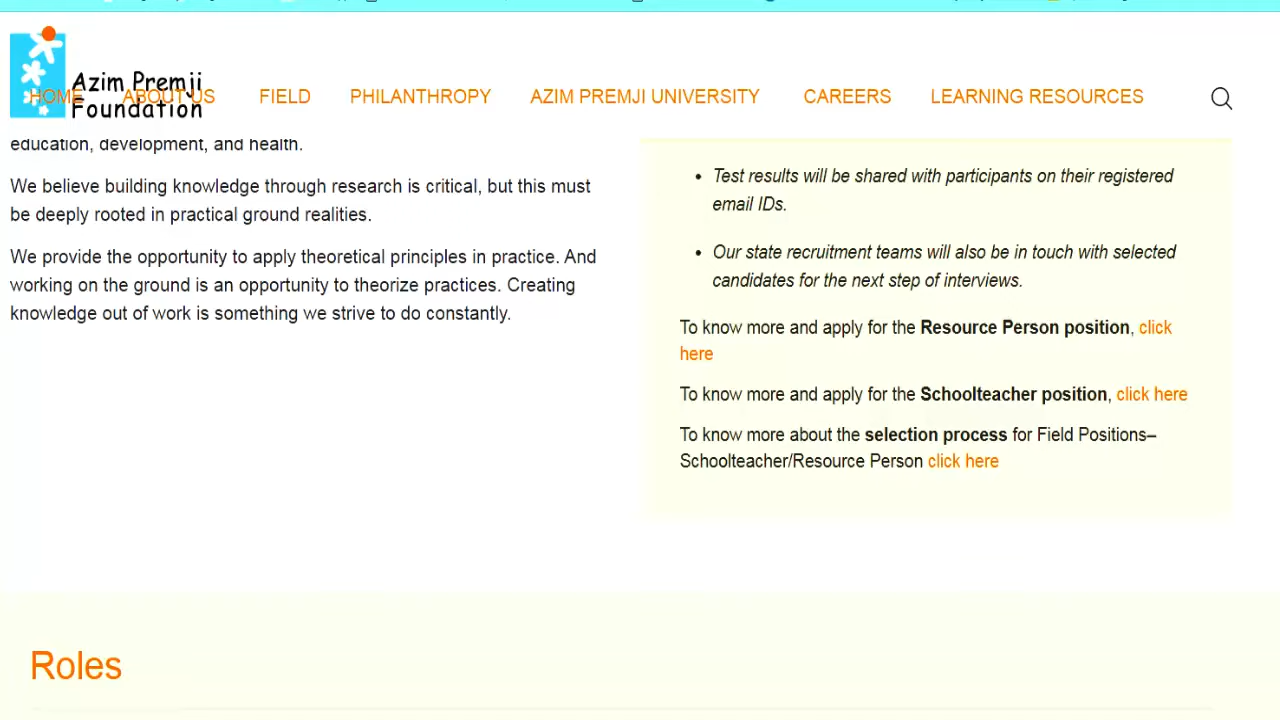 Azim Premji
Foundation
HOME ABOUT US FIELD PHILANTHROPY AZIM PREMJI UNIVERSITY CAREERS LEARNING RESOURCES
education, development, and health.
We believe building knowledge through research is critical, but this must
be deeply rooted in practical ground realities.
We provide the opportunity to apply theoretical principles in practice. And
working on the ground is an opportunity to theorize practices. Creating
knowledge out of work is something we strive to do constantly.
• Test results will be shared with participants on their registered
email IDs.
• Our state recruitment teams will also be in touch with selected
candidates for the next step of interviews.
To know more and apply for the Resource Person position, click
here
To know more and apply for the Schoolteacher position, click here
To know more about the selection process for Field Positions–
Schoolteacher/Resource Person click here
Roles